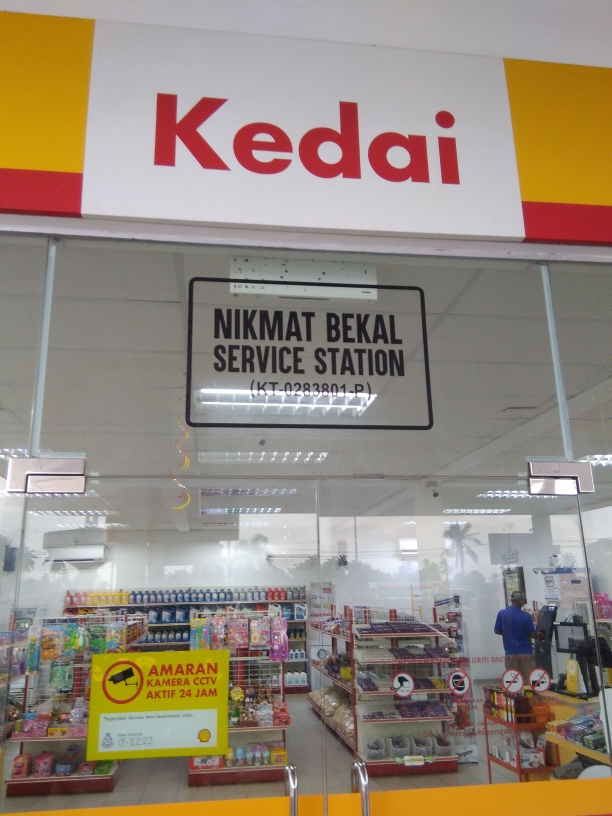 Kedai
NIKMAT BEKAL
SERVICE STATION
(KT-0283801-P)
AMARAN
KAMERA CCTV
AKTIF 24 JAM